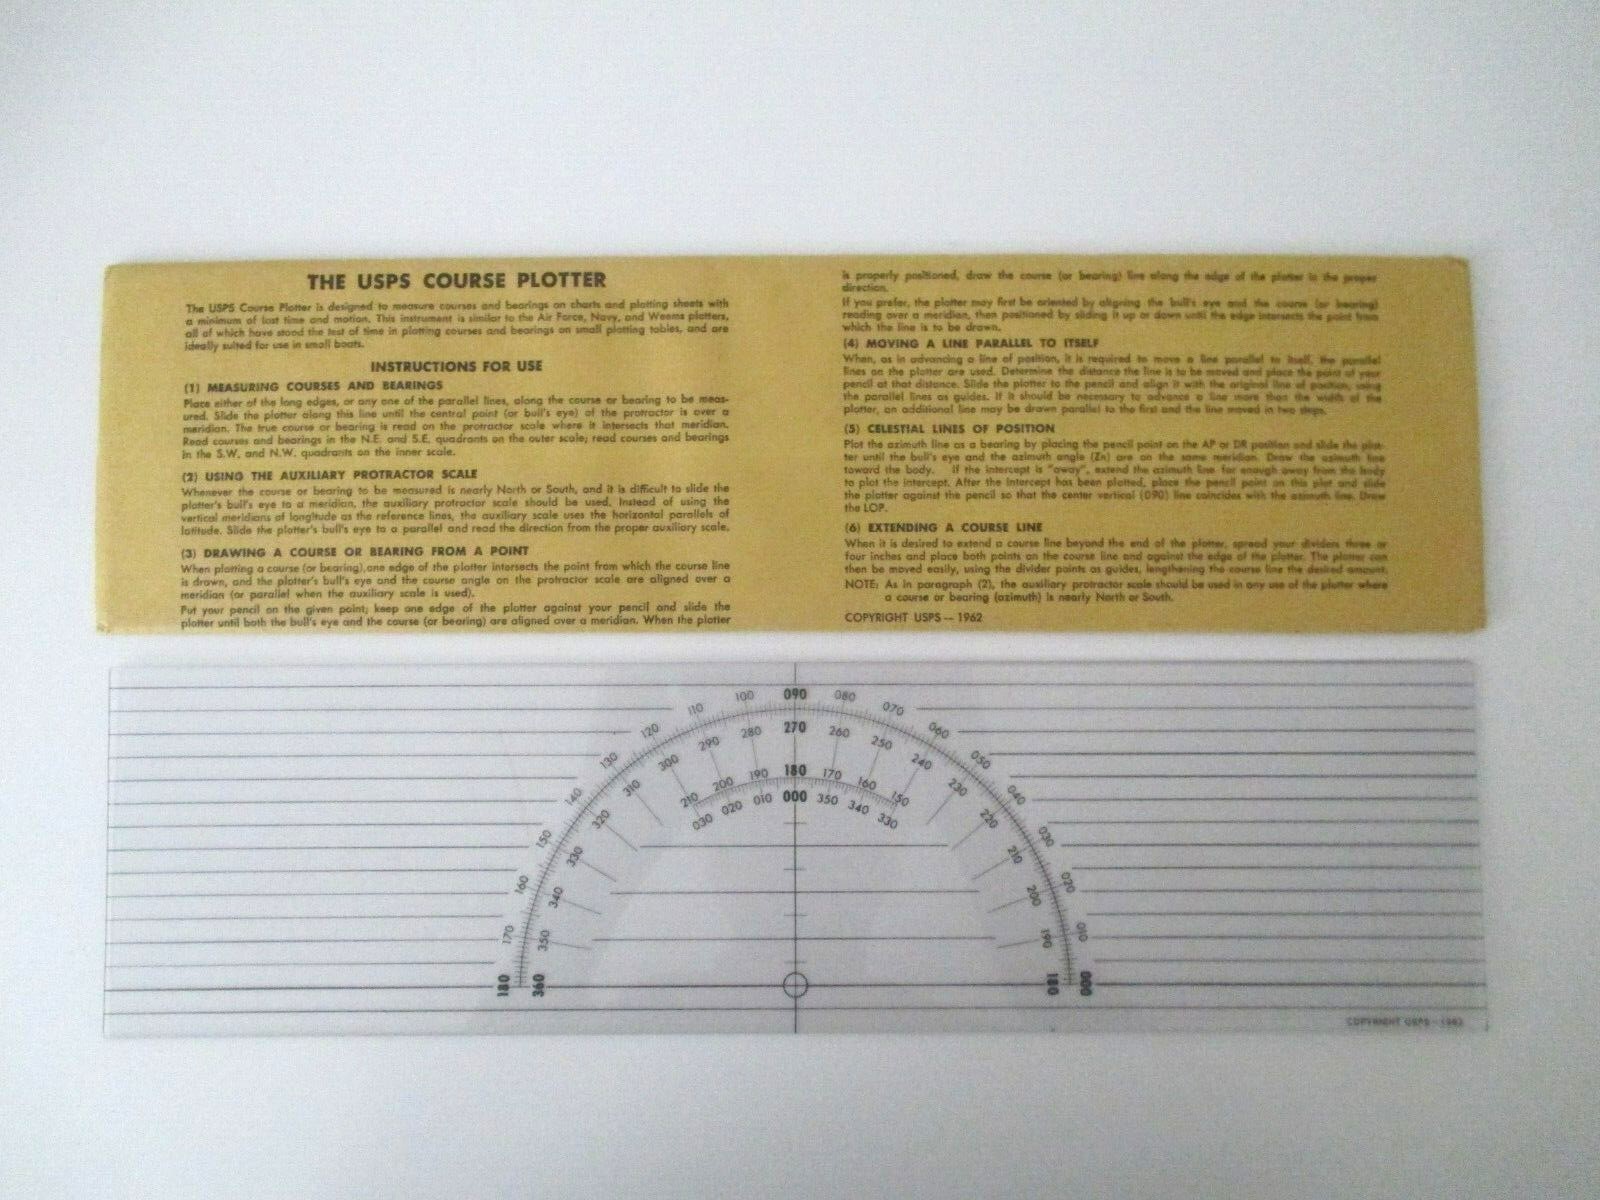 THE USPS COURSE PLOTTER
The USPS Course Plotter is designed to measure courses and bearings on charts and plotting sheets with
a minimum of lost time and motion. This instrument is similar to the Air Force, Navy, and Weems plotters,
all of which have stood the test of time in plotting courses and bearings on small plotting tables, and are
ideally suited for use in small boats.
INSTRUCTIONS FOR USE
(1) MEASURING COURSES AND BEARINGS
Place either of the long edges, or any one of the parallel lines, along the course or bearing to be meas-
ured. Slide the plotter along this line until the central point (or bull's eye) of the protractor is over a
meridian. The true course or bearing is read on the protractor scale where it intersects that meridian.
Read courses and bearings in the N.E. and S.E. quadrants on the outer scale; read courses and bearings
in the S.W. and N.W. quadrants on the inner scale.
(2) USING THE AUXILIARY PROTRACTOR SCALE
Whenever the course or bearing to be measured is nearly North or South, and it is difficult to slide the
plotter's bull's eye to a meridian, the auxiliary protractor scale should be used. Instead of using the
vertical meridians of longitude as the reference lines, the auxiliary scale uses the horizontal parallels of
latitude. Slide the plotter's bull's eye to a parallel and read the direction from the proper auxiliary scale.
(3) DRAWING A COURSE OR BEARING FROM A POINT
When plotting a course (or bearing),one edge of the plotter intersects the point from which the course line
is drawn, and the plotter's bull's eye and the course angle on the protractor scale are aligned over a
meridian (or parallel when the auxiliary scale is used).
Put your pencil on the given point; keep one edge of the plotter against your pencil and slide the
plotter until both the bull's eye and the course (or bearing) are aligned over a meridian. When the plotter
is properly positioned, draw the course (or bearing) line along the edge of the plotter in the proper
direction.
If you prefer, the plotter may first be oriented by aligning the bull's eye and the course (or bearing)
reading over a meridian, then positioned by sliding it up or down until the edge intersects the point from
which the line is to be drawn.
(4) MOVING A LINE PARALLEL TO ITSELF
When, as in advancing a line of position, it is required to move a line parallel to itself, the parallel
lines on the plotter are used. Determine the distance the line is to be moved and place the point of your
pencil at that distance. Slide the plotter to the pencil and align it with the original line of position, using
the parallel lines as guides. If it should be necessary to advance a line more than the width of the
plotter, an additional line may be drawn parallel to the first and the line moved in two steps.
(5) CELESTIAL LINES OF POSITION
Plot the azimuth line as a bearing by placing the pencil point on the AP or DR position and slide the plot-
ter until the bull's eye and the azimuth angle (Zn) are on the same meridian. Draw the azimuth line
toward the body. If the intercept is "away", extend the azimuth line far enough away from the body
to plot the intercept. After the intercept has been plotted, place the pencil point on this plot and slide
the plotter against the pencil so that the center vertical (090) line coincides with the azimuth line. Draw
the LOP.
(6) EXTENDING A COURSE LINE
When it is desired to extend a course line beyond the end of the plotter, spread your dividers three or
four inches and place both points on the course line and against the edge of the plotter. The plotter can
then be moved easily, using the divider points as guides, lengthening the course line the desired amount.
NOTE: As in paragraph (2), the auxiliary protractor scale should be used in any use of the plotter where
a course or bearing (azimuth) is nearly North or South.
COPYRIGHT USPS — 1962
180 170 160 150 140 130 120 110 100 090 080 070 060 050 040 030 020 010 000
360 350 340 330 320 310 300 290 280 270 260 250 240 230 220 210 200 190 180
210 200 190 180 170 160 150
030 020 010 000 350 340 330
COPYRIGHT USPS — 1962